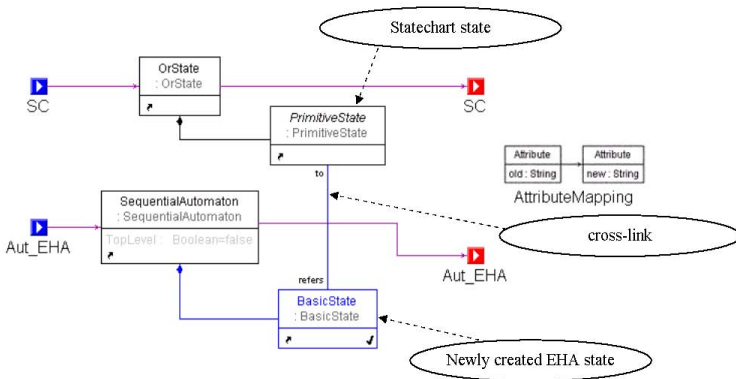 Statechart state
OrState
: OrState
SC
SC
PrimitiveState
: PrimitiveState
to
Attribute
old : String
Attribute
new : String
AttributeMapping
SequentialAutomaton
: SequentialAutomaton
TopLevel : Boolean=false
Aut_EHA
cross-link
Aut_EHA
refers
BasicState
: BasicState
Newly created EHA state